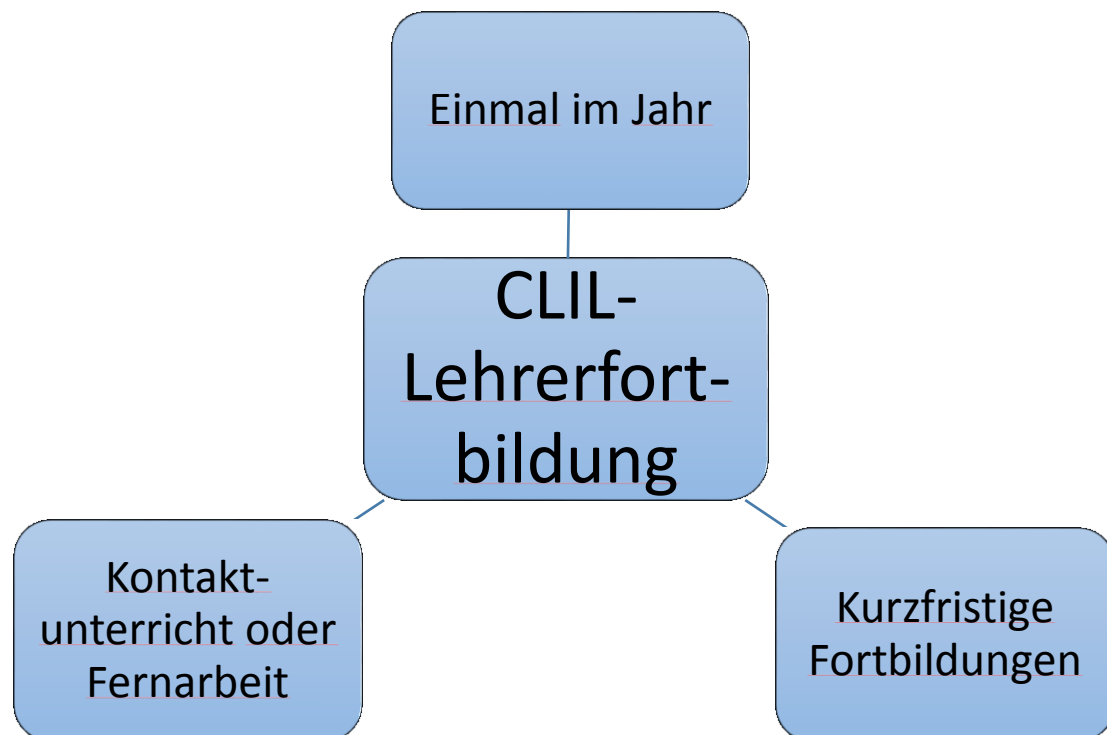 Einmal im Jahr
CLIL-
Lehrerfort-
bildung
Kontakt-
unterricht oder
Fernarbeit
Kurzfristige
Fortbildungen